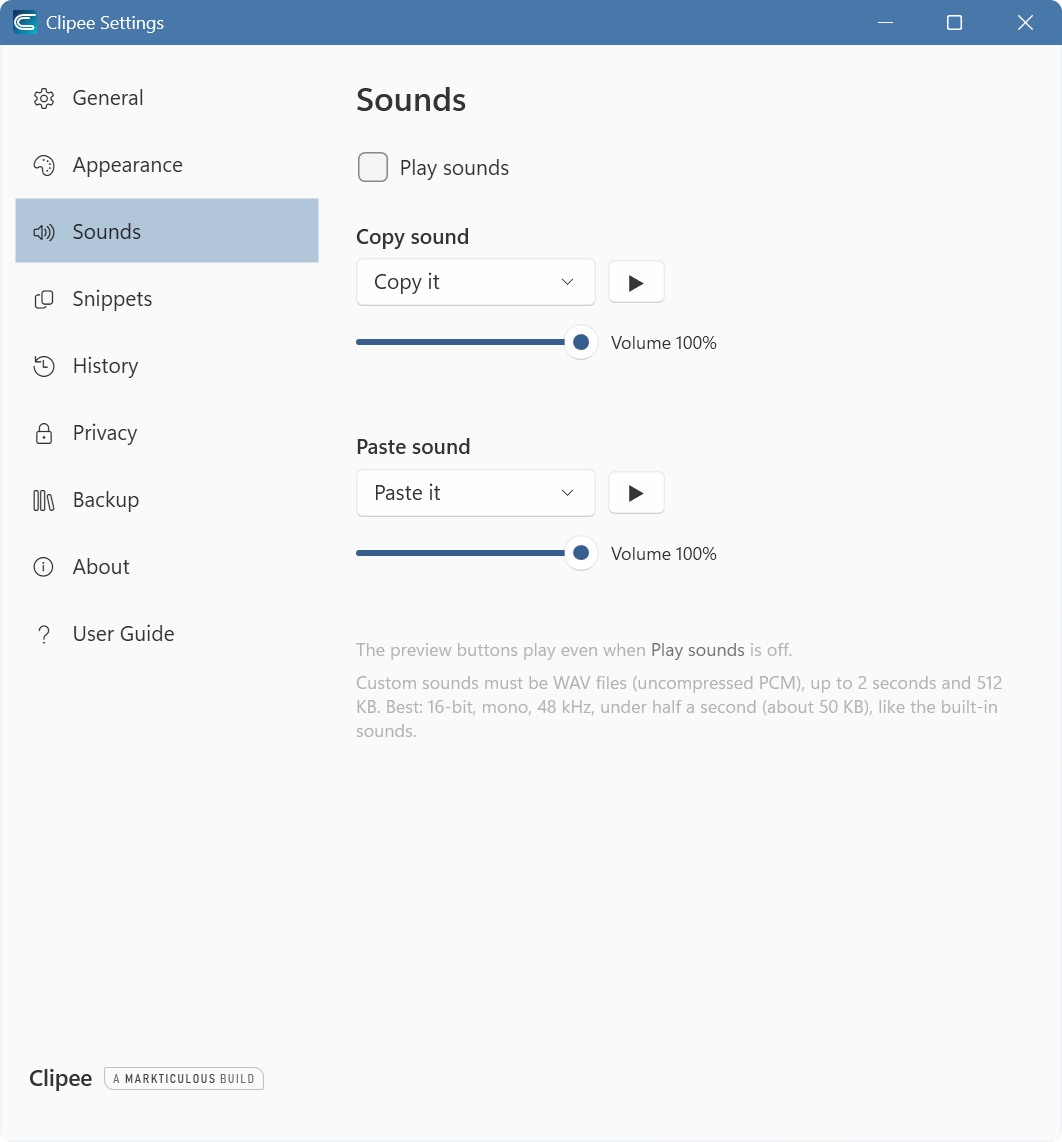 Clipee Settings
General
Appearance
Sounds
Snippets
History
Privacy
Backup
About
User Guide
Sounds
Play sounds
Copy sound
Copy it
Volume 100%
Paste sound
Paste it
Volume 100%
The preview buttons play even when Play sounds is off.
Custom sounds must be WAV files (uncompressed PCM), up to 2 seconds and 512
KB. Best: 16-bit, mono, 48 kHz, under half a second (about 50 KB), like the built-in
sounds.
Clipee
A MARKTICULOUS BUILD